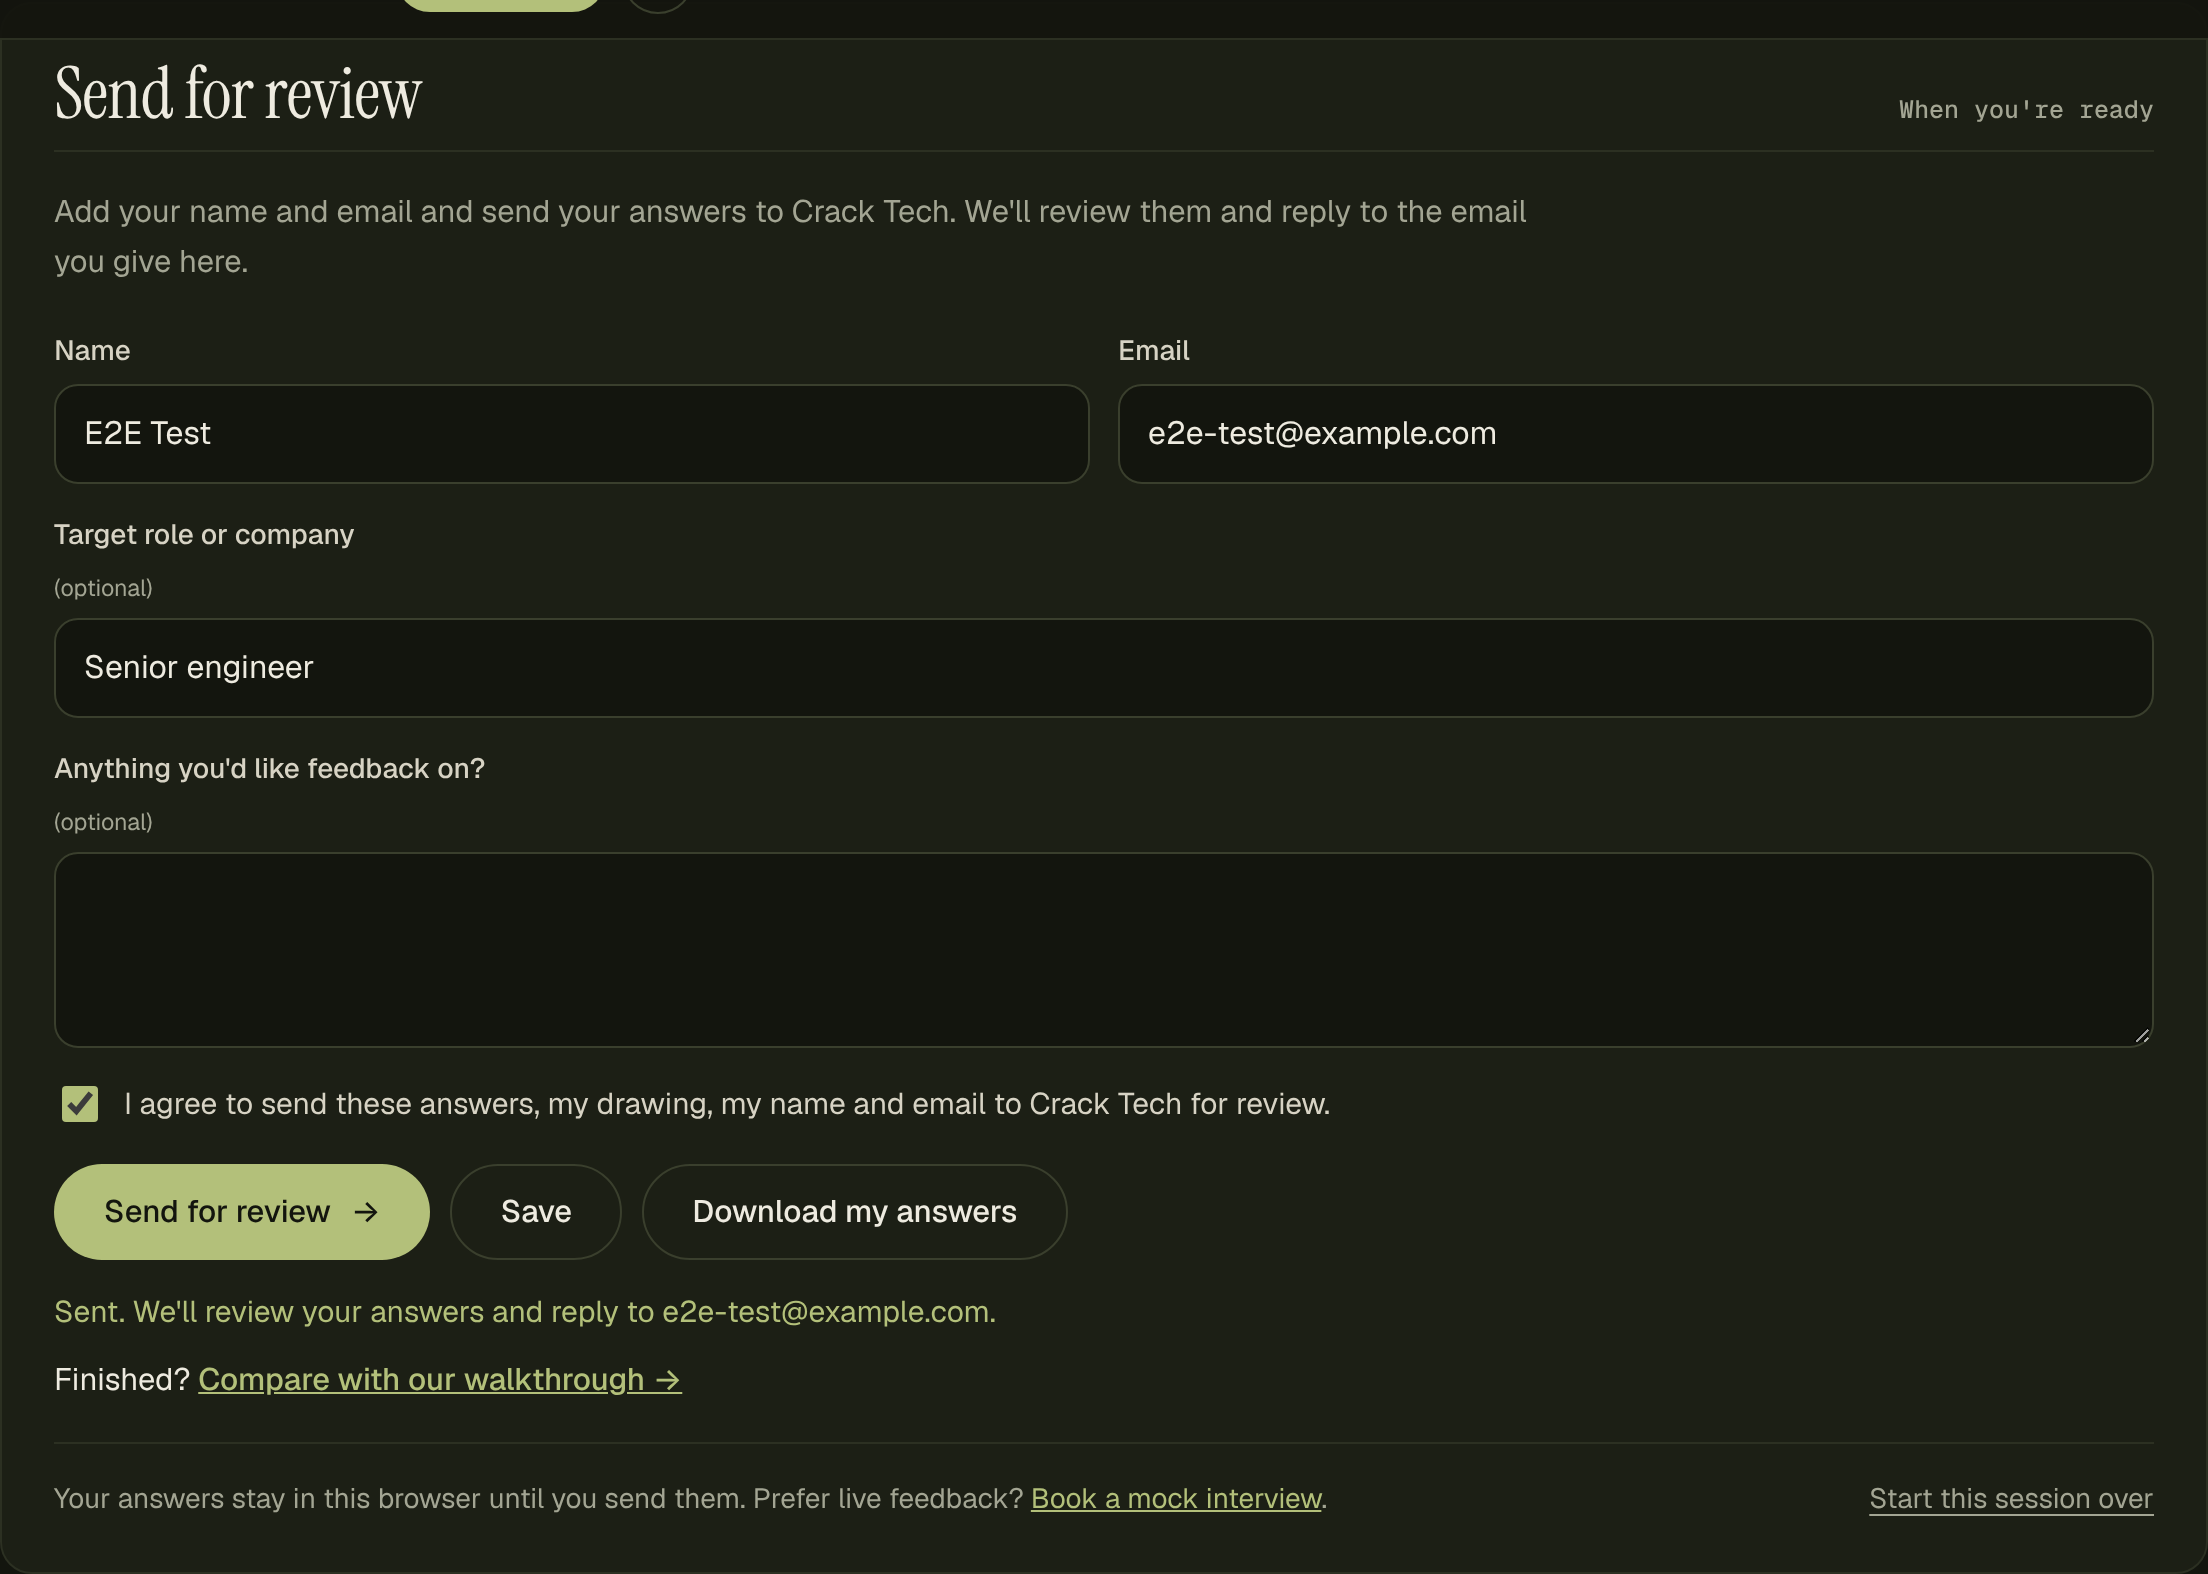 Send for review
When you're ready
Add your name and email and send your answers to Crack Tech. We'll review them and reply to the email
you give here.
Name
Email
E2E Test
e2e-test@example.com
Target role or company
(optional)
Senior engineer
Anything you'd like feedback on?
(optional)
I agree to send these answers, my drawing, my name and email to Crack Tech for review.
Send for review →
Save
Download my answers
Sent. We'll review your answers and reply to e2e-test@example.com.
Finished? Compare with our walkthrough →
Your answers stay in this browser until you send them. Prefer live feedback? Book a mock interview.
Start this session over